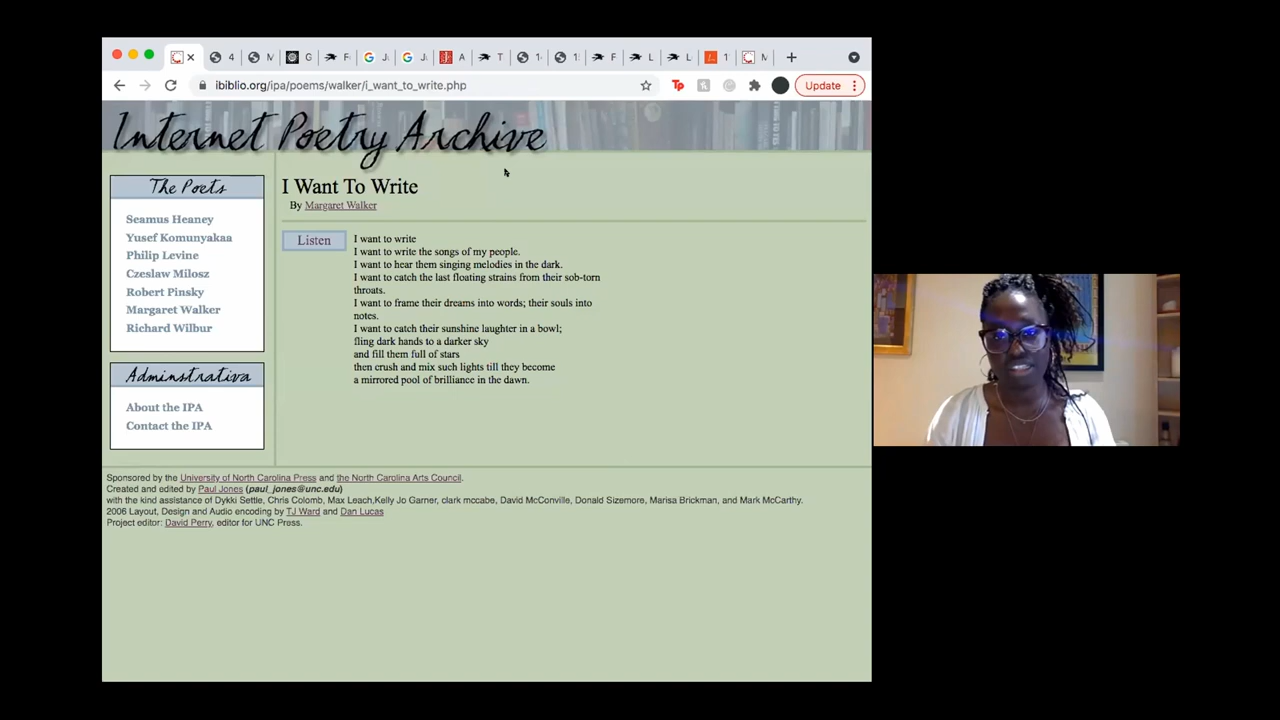 4
M
G
F
J
J
A
T
1
1
F
L
L
1
M
ibiblio.org/ipa/poems/walker/i_want_to_write.php
Tp
Update
Internet Poetry Archive
The Poets
Seamus Heaney
Yusef Komunyakaa
Philip Levine
Czeslaw Milosz
Robert Pinsky
Margaret Walker
Richard Wilbur
Adminstrativa
About the IPA
Contact the IPA
I Want To Write
By Margaret Walker
Listen
I want to write
I want to write the songs of my people.
I want to hear them singing melodies in the dark.
I want to catch the last floating strains from their sob-torn
throats.
I want to frame their dreams into words; their souls into
notes.
I want to catch their sunshine laughter in a bowl;
fling dark hands to a darker sky
and fill them full of stars
then crush and mix such lights till they become
a mirrored pool of brilliance in the dawn.
Sponsored by the University of North Carolina Press and the North Carolina Arts Council.
Created and edited by Paul Jones (paul_jones@unc.edu)
with the kind assistance of Dykki Settle, Chris Colomb, Max Leach,Kelly Jo Garner, clark mccabe, David McConville, Donald Sizemore, Marisa Brickman, and Mark McCarthy.
2006 Layout, Design and Audio encoding by TJ Ward and Dan Lucas
Project editor: David Perry, editor for UNC Press.